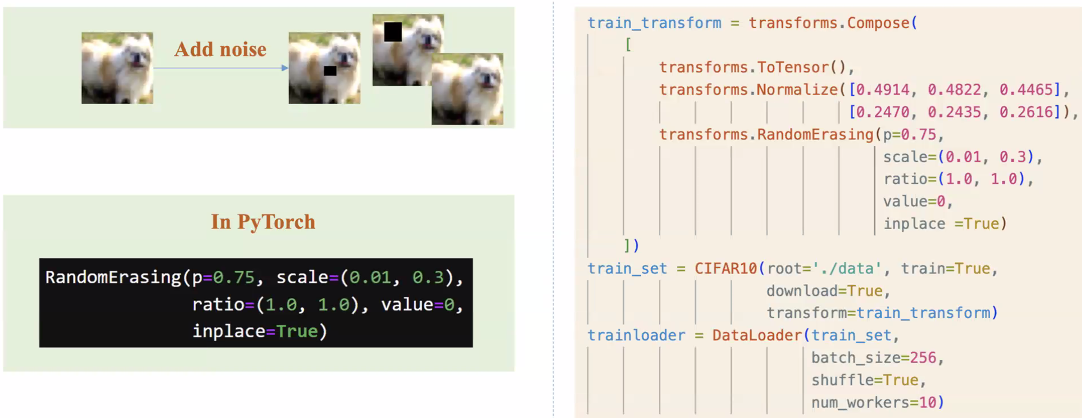 Add noise
In PyTorch
RandomErasing(p=0.75, scale=(0.01, 0.3),
ratio=(1.0, 1.0), value=0,
inplace=True)
train_transform = transforms.Compose(
[
transforms.ToTensor(),
transforms.Normalize([0.4914, 0.4822, 0.4465],
[0.2470, 0.2435, 0.2616]),
transforms.RandomErasing(p=0.75,
scale=(0.01, 0.3),
ratio=(1.0, 1.0),
value=0,
inplace =True)
])
train_set = CIFAR10(root='./data', train=True,
download=True,
transform=train_transform)
trainloader = DataLoader(train_set,
batch_size=256,
shuffle=True,
num_workers=10)